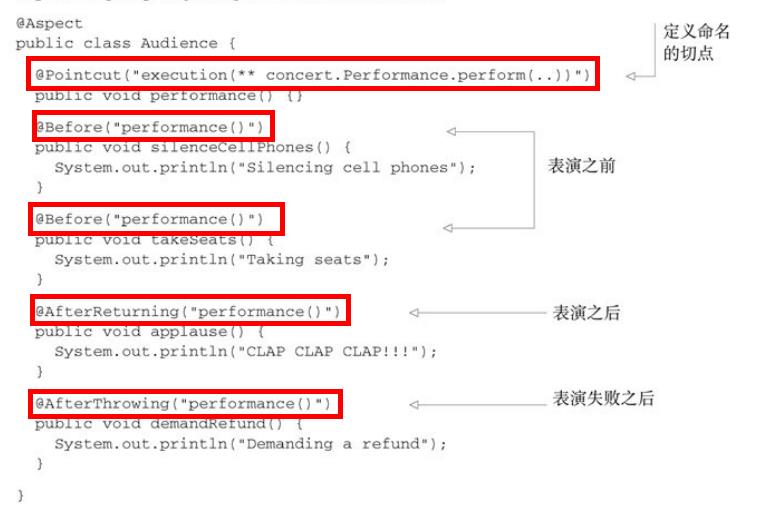 @Aspect
public class Audience {
@Pointcut("execution(** concert.Performance.perform(..))")
public void performance() {}
定义命名
的切点
@Before("performance()")
public void silenceCellPhones() {
System.out.println("Silencing cell phones");
}
表演之前
@Before("performance()")
public void takeSeats() {
System.out.println("Taking seats");
}
@AfterReturning("performance()")
表演之后
public void applause() {
System.out.println("CLAP CLAP CLAP!!!");
}
@AfterThrowing("performance()")
表演失败之后
public void demandRefund() {
System.out.println("Demanding a refund");
}
}